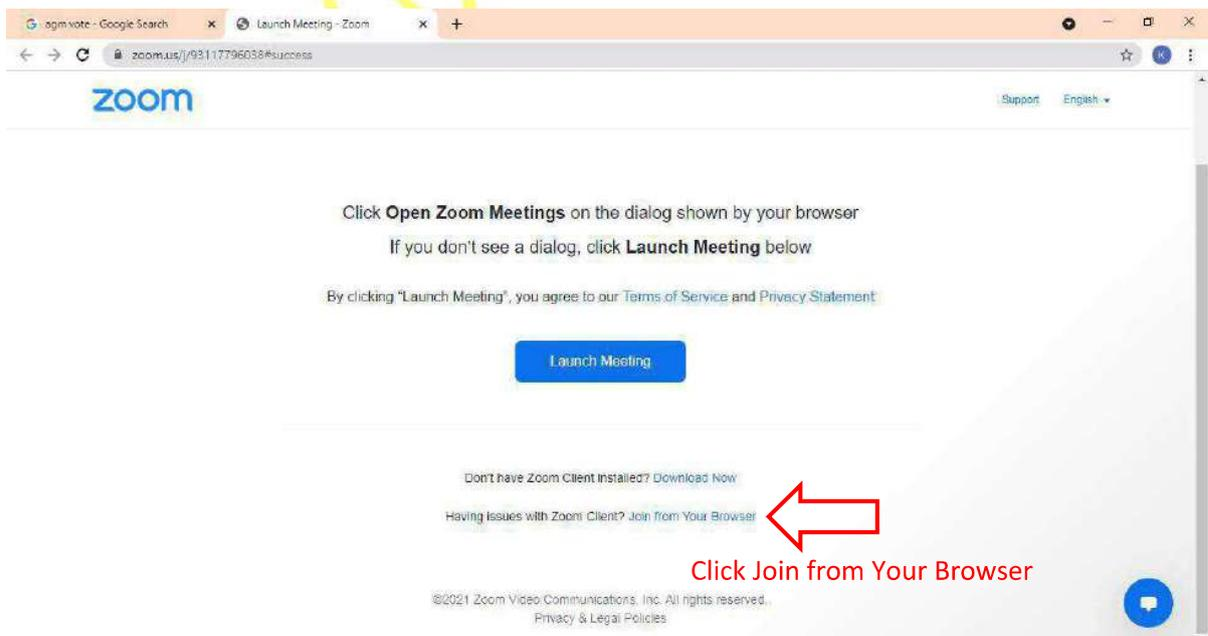 agm vote - Google Search
Launch Meeting - Zoom
zoom.us/j/93117796038#success
K
zoom
Support English
Click Open Zoom Meetings on the dialog shown by your browser
If you don't see a dialog, click Launch Meeting below
By clicking "Launch Meeting", you agree to our Terms of Service and Privacy Statement
Launch Meeting
Don't have Zoom Client installed? Download Now
Having issues with Zoom Client? Join from Your Browser
Click Join from Your Browser
©2021 Zoom Video Communications, Inc. All rights reserved.
Privacy & Legal Policies